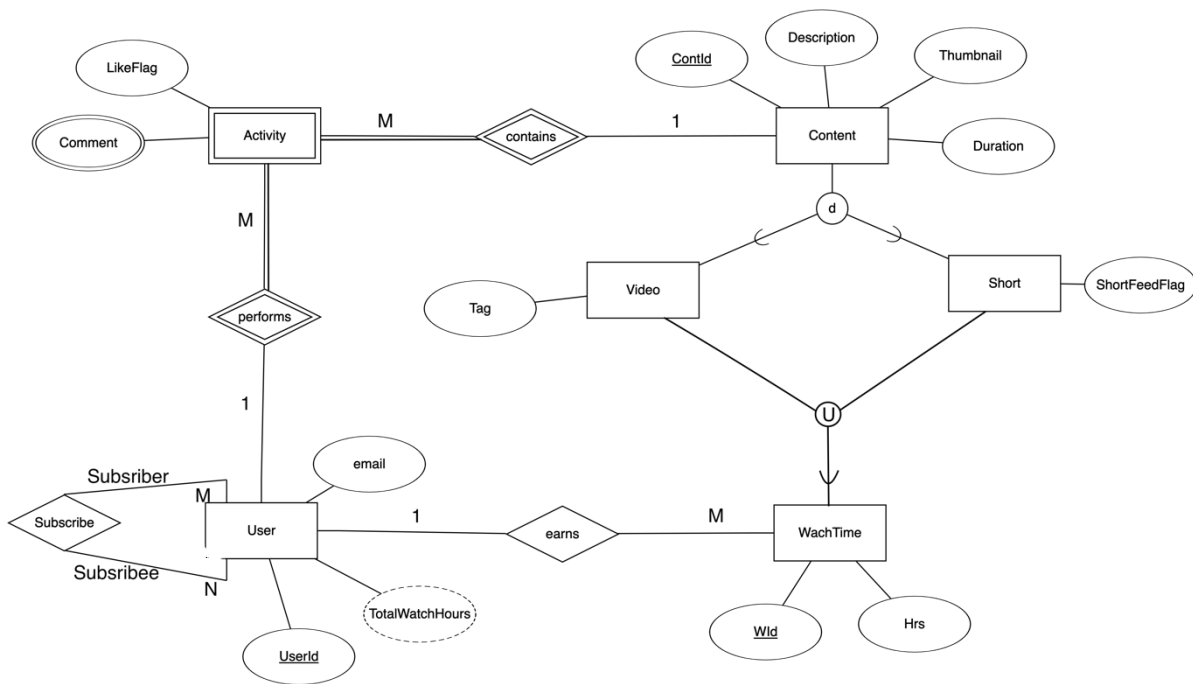 Description
ContId
Thumbnail
LikeFlag
M
1
Activity
contains
Content
Comment
Duration
d
M
Video
Short
ShortFeedFlag
Tag
performs
1
U
email
Subsriber
M
Subscribe
User
1
earns
M
WachTime
Subsribee
N
TotalWatchHours
WId
Hrs
UserId